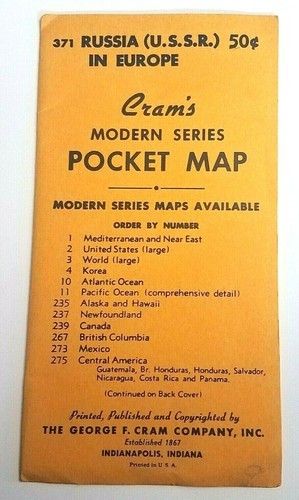 371 RUSSIA (U.S.S.R.) 50¢
IN EUROPE
Cram's
MODERN SERIES
POCKET MAP
MODERN SERIES MAPS AVAILABLE
ORDER BY NUMBER
1 Mediterranean and Near East
2 United States (large)
3 World (large)
4 Korea
10 Atlantic Ocean
11 Pacific Ocean (comprehensive detail)
235 Alaska and Hawaii
237 Newfoundland
239 Canada
267 British Columbia
273 Mexico
275 Central America
Guatemala, Br. Honduras, Honduras, Salvador,
Nicaragua, Costa Rica and Panama.
(Continued on Back Cover)
Printed, Published and Copyrighted by
THE GEORGE F. CRAM COMPANY, INC.
Established 1867
INDIANAPOLIS, INDIANA
Printed in U S A.